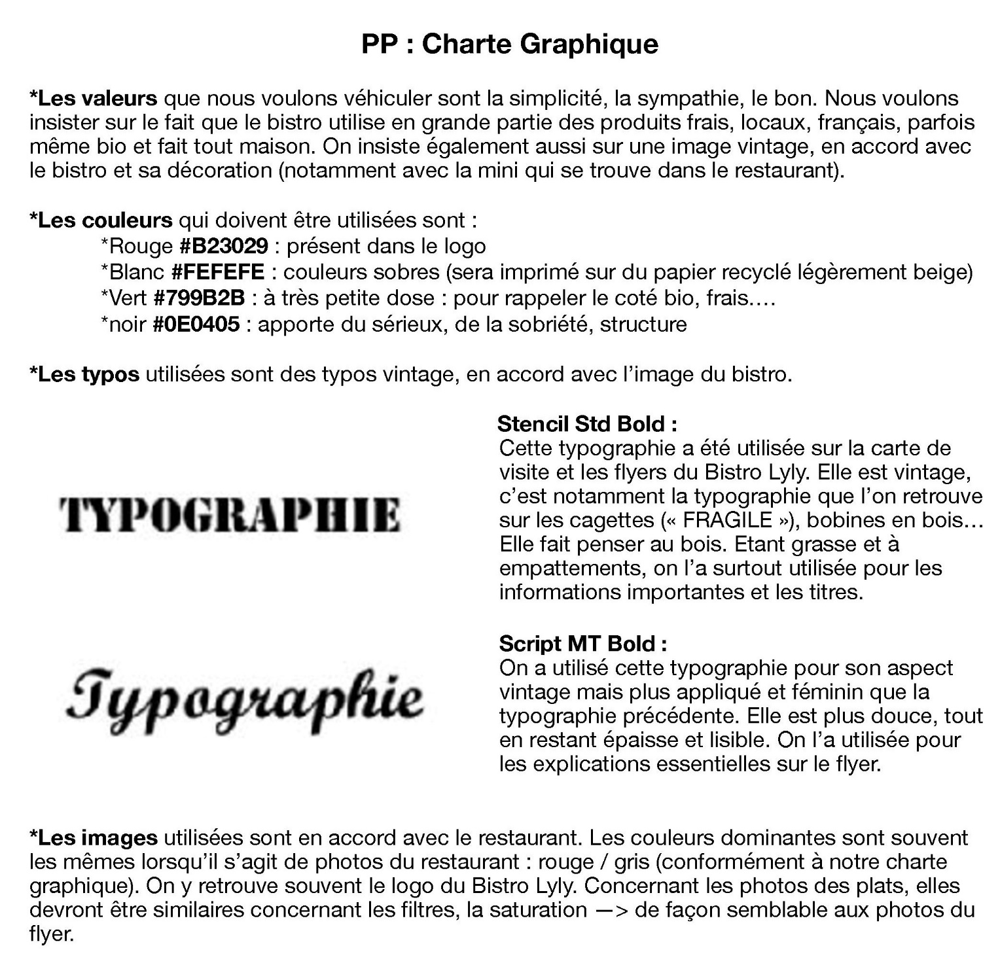 PP : Charte Graphique
*Les valeurs que nous voulons véhiculer sont la simplicité, la sympathie, le bon. Nous voulons
insister sur le fait que le bistro utilise en grande partie des produits frais, locaux, français, parfois
même bio et fait tout maison. On insiste également aussi sur une image vintage, en accord avec
le bistro et sa décoration (notamment avec la mini qui se trouve dans le restaurant).
*Les couleurs qui doivent être utilisées sont :
*Rouge #B23029 : présent dans le logo
*Blanc #FEFEFE : couleurs sobres (sera imprimé sur du papier recyclé légèrement beige)
*Vert #799B2B : à très petite dose : pour rappeler le coté bio, frais....
*noir #0E0405 : apporte du sérieux, de la sobriété, structure
*Les typos utilisées sont des typos vintage, en accord avec l’image du bistro.
TYPOGRAPHIE
Stencil Std Bold :
Cette typographie a été utilisée sur la carte de
visite et les flyers du Bistro Lyly. Elle est vintage,
c’est notamment la typographie que l’on retrouve
sur les cagettes (« FRAGILE »), bobines en bois…
Elle fait penser au bois. Etant grasse et à
empattements, on l’a surtout utilisée pour les
informations importantes et les titres.
Typographie
Script MT Bold :
On a utilisé cette typographie pour son aspect
vintage mais plus appliqué et féminin que la
typographie précédente. Elle est plus douce, tout
en restant épaisse et lisible. On l’a utilisée pour
les explications essentielles sur le flyer.
*Les images utilisées sont en accord avec le restaurant. Les couleurs dominantes sont souvent
les mêmes lorsqu’il s’agit de photos du restaurant : rouge / gris (conformément à notre charte
graphique). On y retrouve souvent le logo du Bistro Lyly. Concernant les photos des plats, elles
devront être similaires concernant les filtres, la saturation —> de façon semblable aux photos du
flyer.